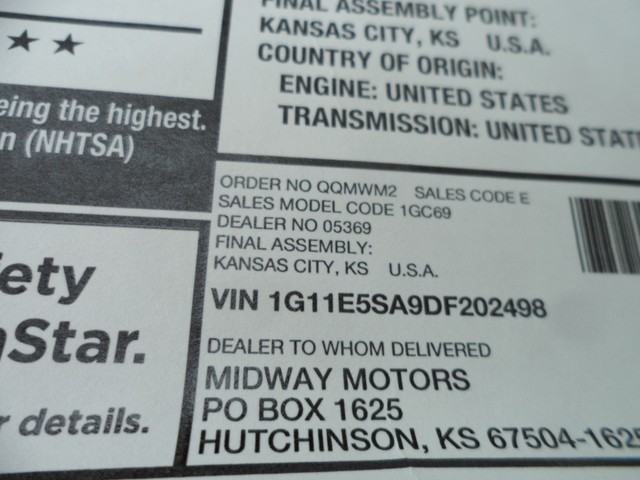 FINAL ASSEMBLY POINT:
KANSAS CITY, KS U.S.A.
COUNTRY OF ORIGIN:
ENGINE: UNITED STATES
TRANSMISSION: UNITED STAT
eing the highest.
n (NHTSA)
ORDER NO QQMWM2 SALES CODE E
SALES MODEL CODE 1GC69
DEALER NO 05369
FINAL ASSEMBLY:
KANSAS CITY, KS U.S.A.
VIN 1G11E5SA9DF202498
DEALER TO WHOM DELIVERED
MIDWAY MOTORS
PO BOX 1625
HUTCHINSON, KS 67504-1625
ety
Star.
r details.